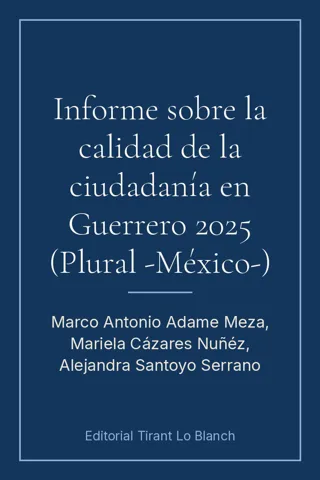 Informe sobre la
calidad de la
ciudadanía en
Guerrero 2025
(Plural -México-)
Marco Antonio Adame Meza,
Mariela Cázares Nuñéz,
Alejandra Santoyo Serrano
Editorial Tirant Lo Blanch